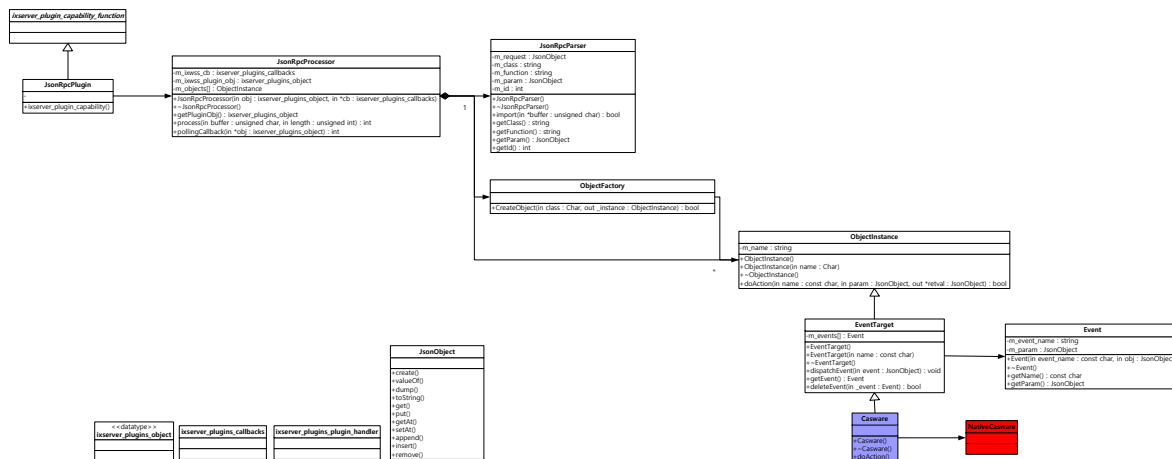 ixserver_plugin_capability_function
JsonRpcPlugin
-
+ixserver_plugin_capability()
JsonRpcProcessor
-m_ixwss_cb : ixserver_plugins_callbacks
-m_ixwss_plugin_obj : ixserver_plugins_object
-m_objects[] : ObjectInstance
+JsonRpcProcessor(in obj : ixserver_plugins_object, in *cb : ixserver_plugins_callbacks)
+~JsonRpcProcessor()
+getPluginObj() : ixserver_plugins_object
+process(in buffer : unsigned char, in length : unsigned int) : int
+pollingCallback(in *obj : ixserver_plugins_object) : int
1
JsonRpcParser
-m_request : JsonObject
-m_class : string
-m_function : string
-m_param : JsonObject
-m_id : int
+JsonRpcParser()
+~JsonRpcParser()
+import(in *buffer : unsigned char) : bool
+getClass() : string
+getFunction() : string
+getParam() : JsonObject
+getId() : int
ObjectFactory
+CreateObject(in class : Char, out _instance : ObjectInstance) : bool
*
ObjectInstance
-m_name : string
+ObjectInstance()
+ObjectInstance(in name : Char)
+~ObjectInstance()
+doAction(in name : const char, in param : JsonObject, out *retval : JsonObject) : bool
EventTarget
-m_events[] : Event
+EventTarget()
+EventTarget(in name : const char)
+~EventTarget()
+dispatchEvent(in event : JsonObject) : void
+getEvent() : Event
+deleteEvent(in _event : Event) : bool
Event
-m_event_name : string
-m_param : JsonObject
+Event(in event_name : const char, in obj : JsonObjec
+~Event()
+getName() : const char
+getParam() : JsonObject
JsonObject
+create()
+valueOf()
+dump()
+toString()
+get()
+put()
+getAt()
+setAt()
+append()
+insert()
+remove()
<<datatype>>
ixserver_plugins_object
ixserver_plugins_callbacks
ixserver_plugins_plugin_handler
Casware
+Casware()
+~Casware()
+doAction()
NativeCasware